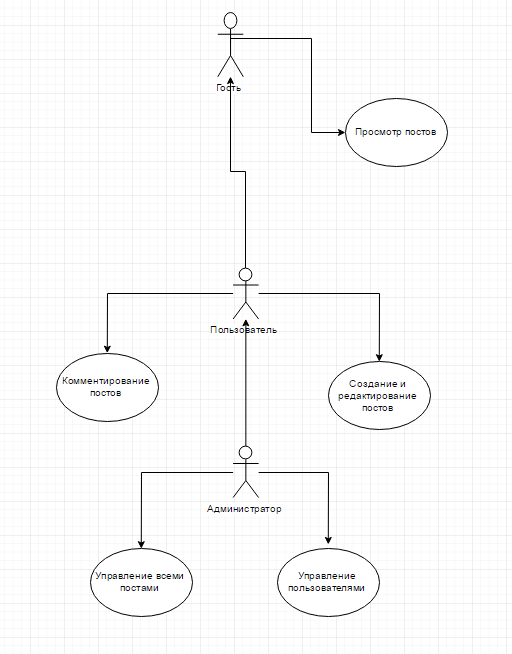 Гость
Просмотр постов
Пользователь
Комментирование
постов
Создание и
редактирование
постов
Администратор
Управление всеми
постами
Управление
пользователями